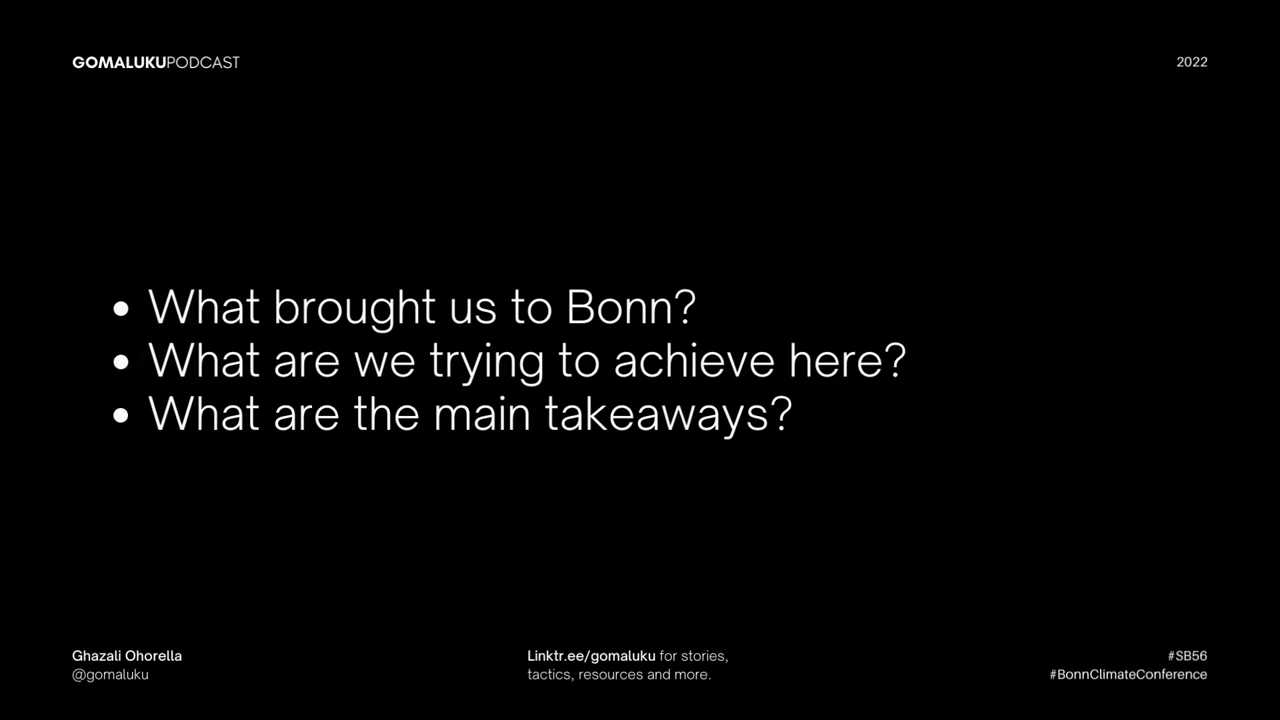 GOMALUKUPODCAST
2022
• What brought us to Bonn?
• What are we trying to achieve here?
• What are the main takeaways?
Ghazali Ohorella
@gomaluku
Linktr.ee/gomaluku for stories,
tactics, resources and more.
#SB56
#BonnClimateConference